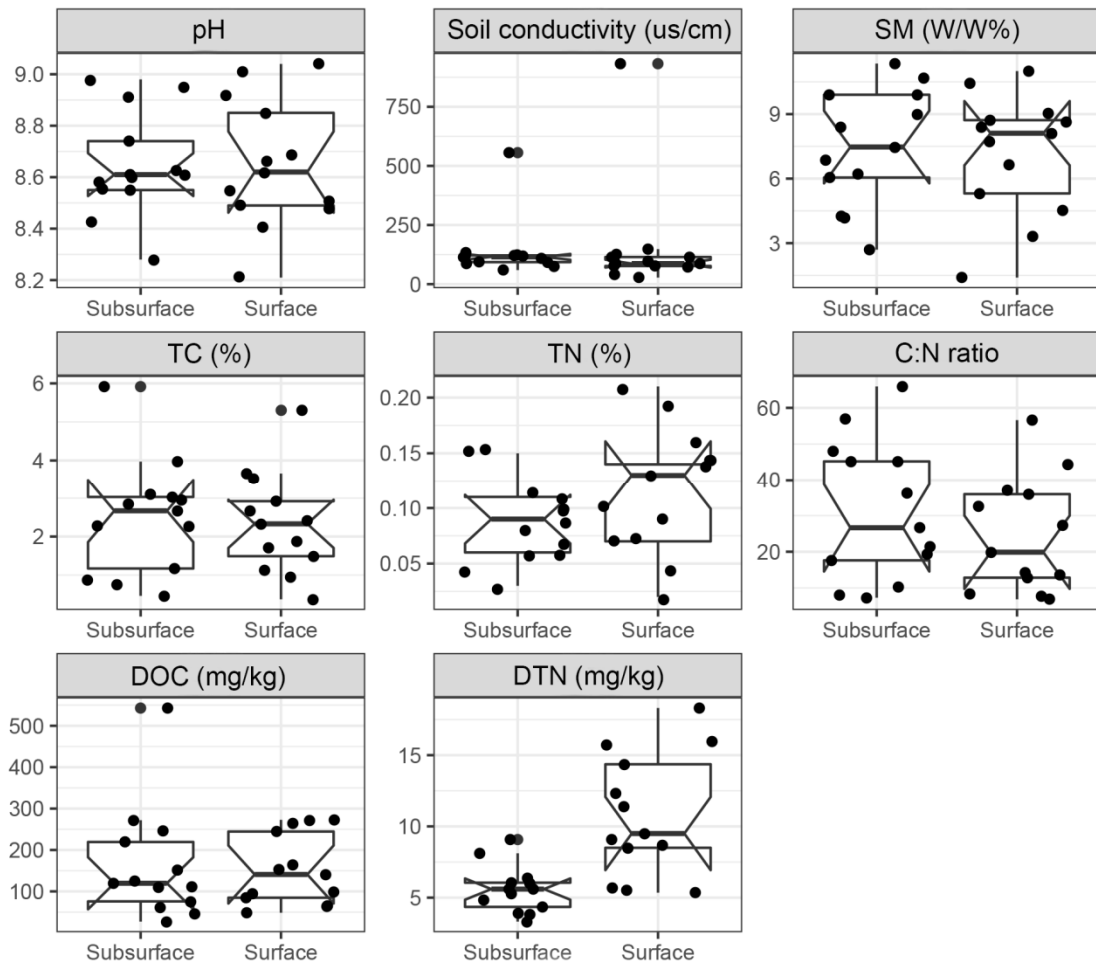 pH
9.0
8.8
8.6
8.4
8.2
Subsurface Surface
Soil conductivity (us/cm)
750
500
250
0
Subsurface Surface
SM (W/W%)
9
6
3
Subsurface Surface
TC (%)
6
4
2
Subsurface Surface
TN (%)
0.20
0.15
0.10
0.05
Subsurface Surface
C:N ratio
60
40
20
Subsurface Surface
DOC (mg/kg)
500
400
300
200
100
Subsurface Surface
DTN (mg/kg)
15
10
5
Subsurface Surface